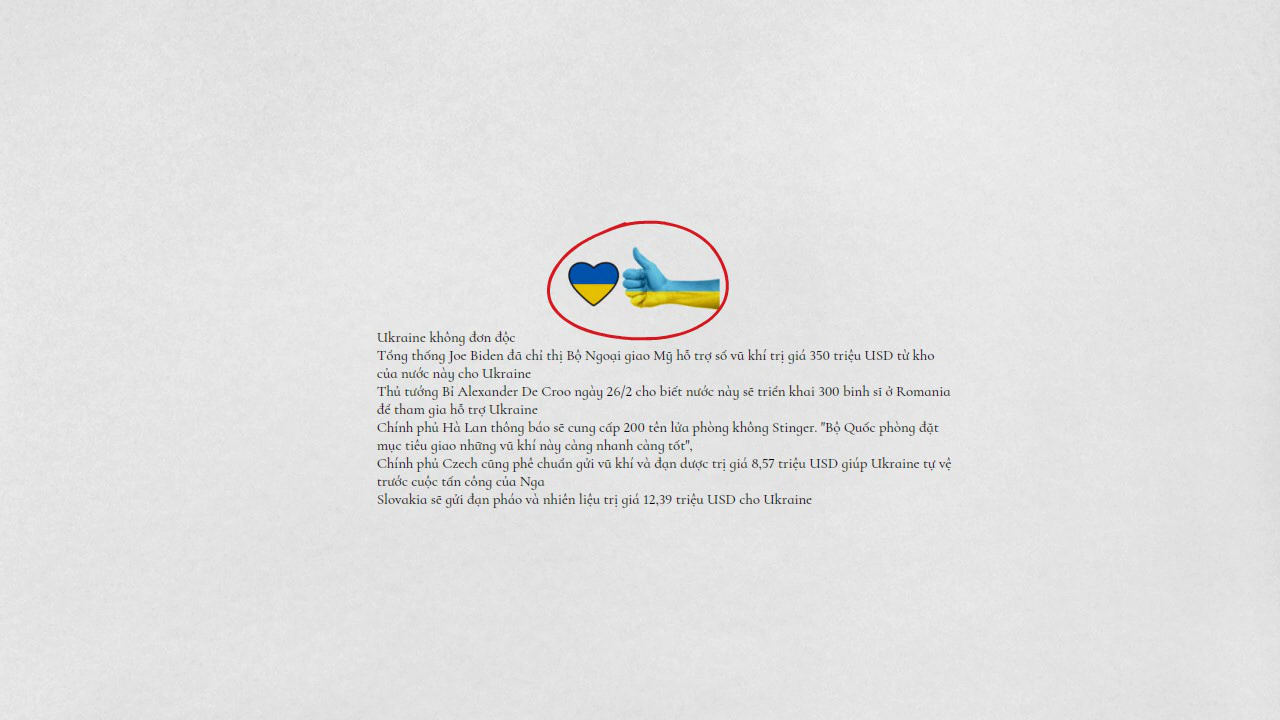 Ukraine không đơn độc
Tổng thống Joe Biden đã chỉ thị Bộ Ngoại giao Mỹ hỗ trợ số vũ khí trị giá 350 triệu USD từ kho
của nước này cho Ukraine
Thủ tướng Bỉ Alexander De Croo ngày 26/2 cho biết nước này sẽ triển khai 300 binh sĩ ở Romania
để tham gia hỗ trợ Ukraine
Chính phủ Hà Lan thông báo sẽ cung cấp 200 tên lửa phòng không Stinger. "Bộ Quốc phòng đặt
mục tiêu giao những vũ khí này càng nhanh càng tốt",
Chính phủ Czech cũng phê chuẩn gửi vũ khí và đạn dược trị giá 8,57 triệu USD giúp Ukraine tự vệ
trước cuộc tấn công của Nga
Slovakia sẽ gửi đạn pháo và nhiên liệu trị giá 12,39 triệu USD cho Ukraine